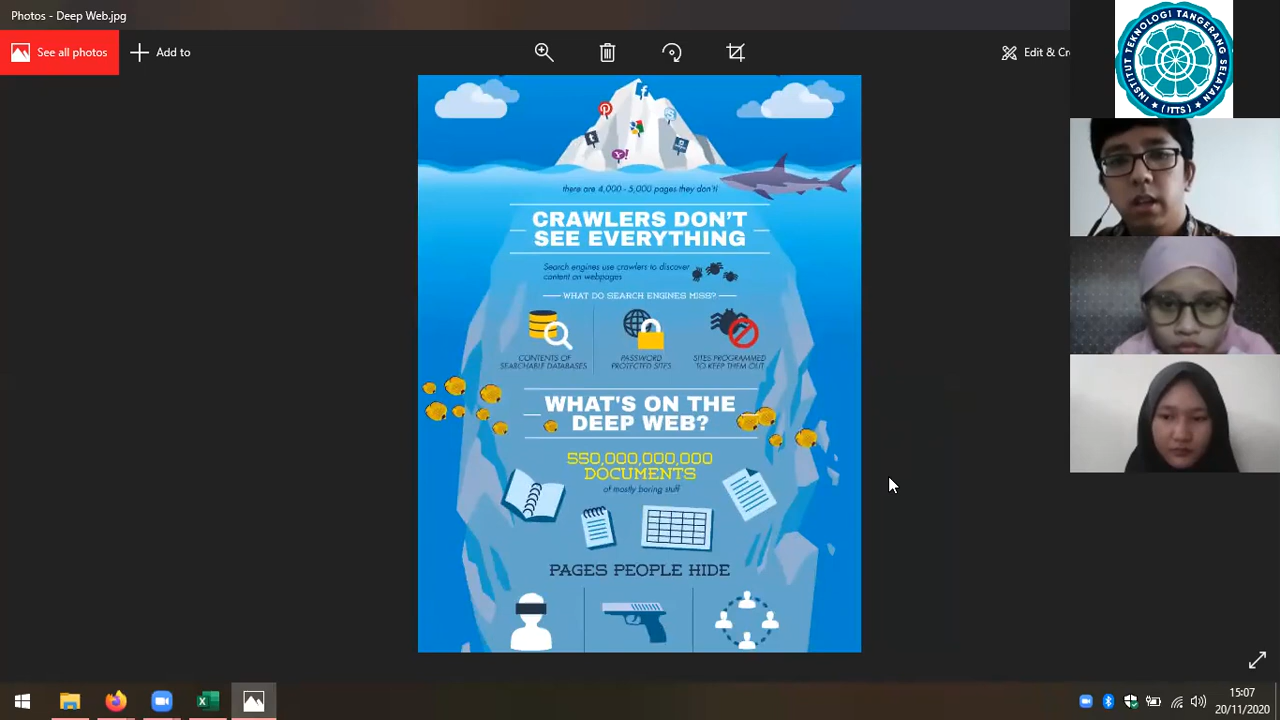 Photos - Deep Web.jpg
See all photos
Add to
Edit & Cr
INSTITUT TEKNOLOGI TANGERANG SELATAN
(ITTS)
f
t
Y!
there are 4,000 - 5,000 pages they don't!
CRAWLERS DON'T
SEE EVERYTHING
Search engines use crawlers to discover
content on webpages
WHAT DO SEARCH ENGINES MISS?
CONTENTS OF
SEARCHABLE DATABASES
PASSWORD
PROTECTED SITES
SITES PROGRAMMED
TO KEEP THEM OUT
WHAT'S ON THE
DEEP WEB?
550,000,000,000
DOCUMENTS
of mostly boring stuff
PAGES PEOPLE HIDE
15:07
20/11/2020